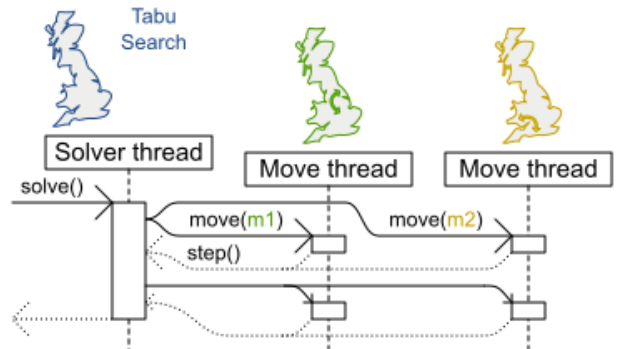 Tabu
Search
Solver thread
Move thread
Move thread
solve()
move(m1)
move(m2)
step()